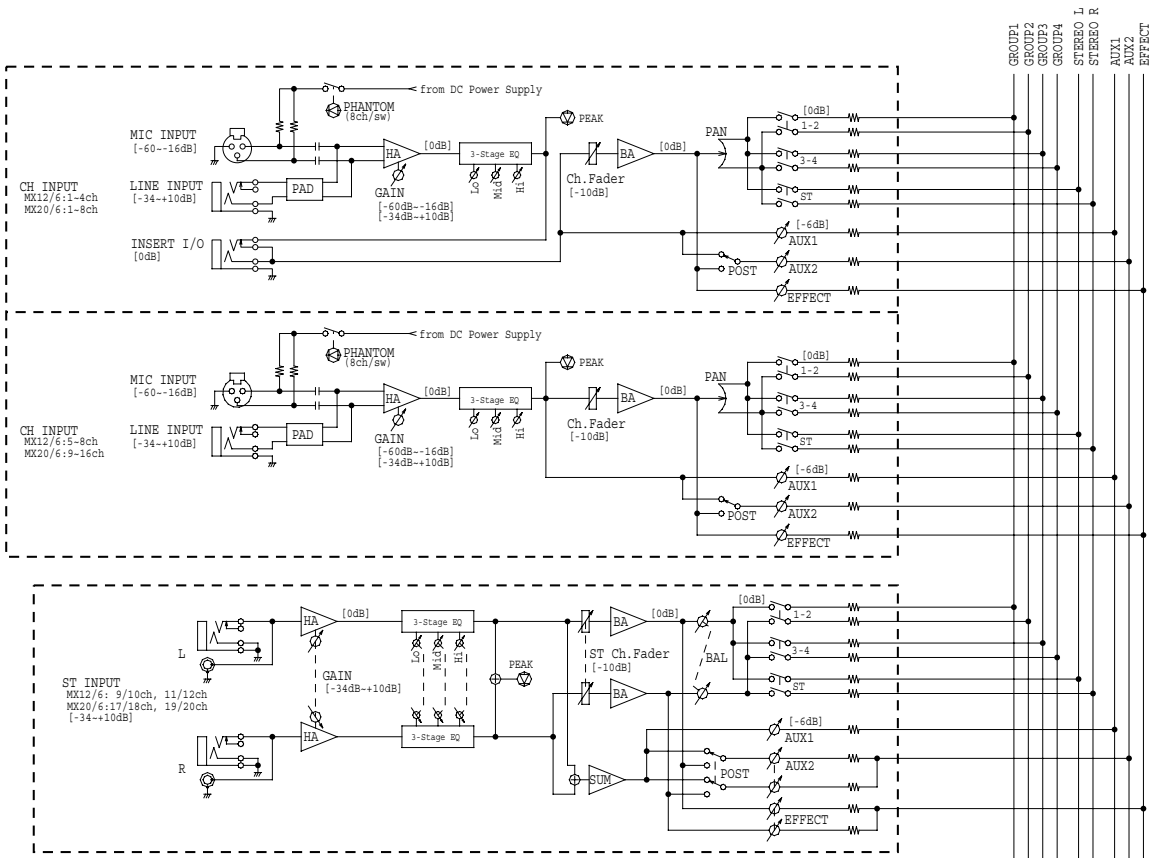 GROUP1
GROUP2
GROUP3
GROUP4
STEREO L
STEREO R
AUX1
AUX2
EFFECT
from DC Power Supply
PHANTOM
(8ch/sw)
MIC INPUT
[-60~-16dB]
LINE INPUT
[-34~+10dB]
CH INPUT
MX12/6:1~4ch
MX20/6:1~8ch
INSERT I/O
[0dB]
PAD
HA
[0dB]
GAIN
[-60dB~-16dB]
[-34dB~+10dB]
3-Stage EQ
Lo
Mid
Hi
PEAK
Ch.Fader
[-10dB]
BA
[0dB]
PAN
[0dB]
1-2
3-4
ST
[-6dB]
AUX1
POST
AUX2
EFFECT
from DC Power Supply
PHANTOM
(8ch/sw)
MIC INPUT
[-60~-16dB]
LINE INPUT
[-34~+10dB]
CH INPUT
MX12/6:5~8ch
MX20/6:9~16ch
PAD
HA
[0dB]
GAIN
[-60dB~-16dB]
[-34dB~+10dB]
3-Stage EQ
Lo
Mid
Hi
PEAK
Ch.Fader
[-10dB]
BA
[0dB]
PAN
[0dB]
1-2
3-4
ST
[-6dB]
AUX1
POST
AUX2
EFFECT
L
ST INPUT
MX12/6: 9/10ch, 11/12ch
MX20/6:17/18ch, 19/20ch
[-34~+10dB]
R
HA
[0dB]
GAIN
[-34dB~+10dB]
HA
3-Stage EQ
Lo
Mid
Hi
3-Stage EQ
PEAK
BA
[0dB]
ST Ch.Fader
[-10dB]
BA
BAL
SUM
[0dB]
1-2
3-4
ST
[-6dB]
AUX1
POST
AUX2
EFFECT